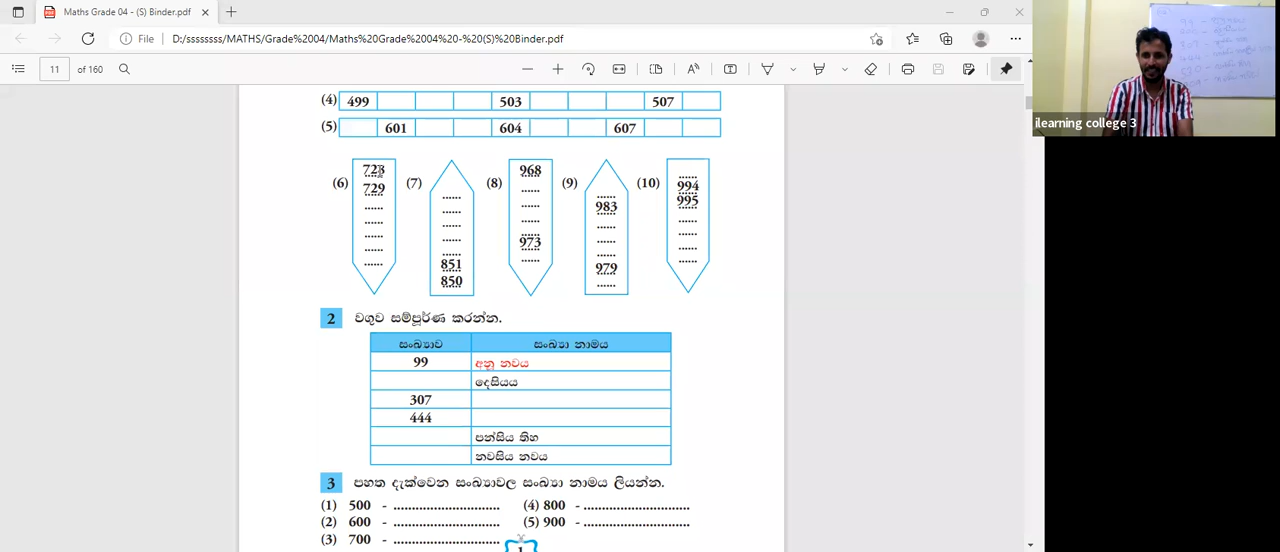 Maths Grade 04 - (S) Binder.pdf
File D:/ssssssss/MATHS/Grade%2004/Maths%20Grade%2004%20-%20(S)%20Binder.pdf
11 of 160
ilearning college 3
(4) 499 503 507
(5) 601 604 607
(6) 723 729 ...... ...... ...... ...... ......
(7) ...... ...... ...... ...... ...... 851 850
(8) 968 ...... ...... ...... ...... 973 ......
(9) ...... 983 ...... ...... ...... 979 ......
(10) ...... 994 995 ...... ...... ...... ......
2 වගුව සම්පූර්ණ කරන්න.
සංඛ්‍යාව සංඛ්‍යා නාමය
99 අනූ නවය
දෙසියය
307
444
පන්සිය තිහ
නවසිය නවය
3 පහත දැක්වෙන සංඛ්‍යාවල සංඛ්‍යා නාමය ලියන්න.
(1) 500 - ............................ (4) 800 - ............................
(2) 600 - ............................ (5) 900 - ............................
(3) 700 - ............................
1